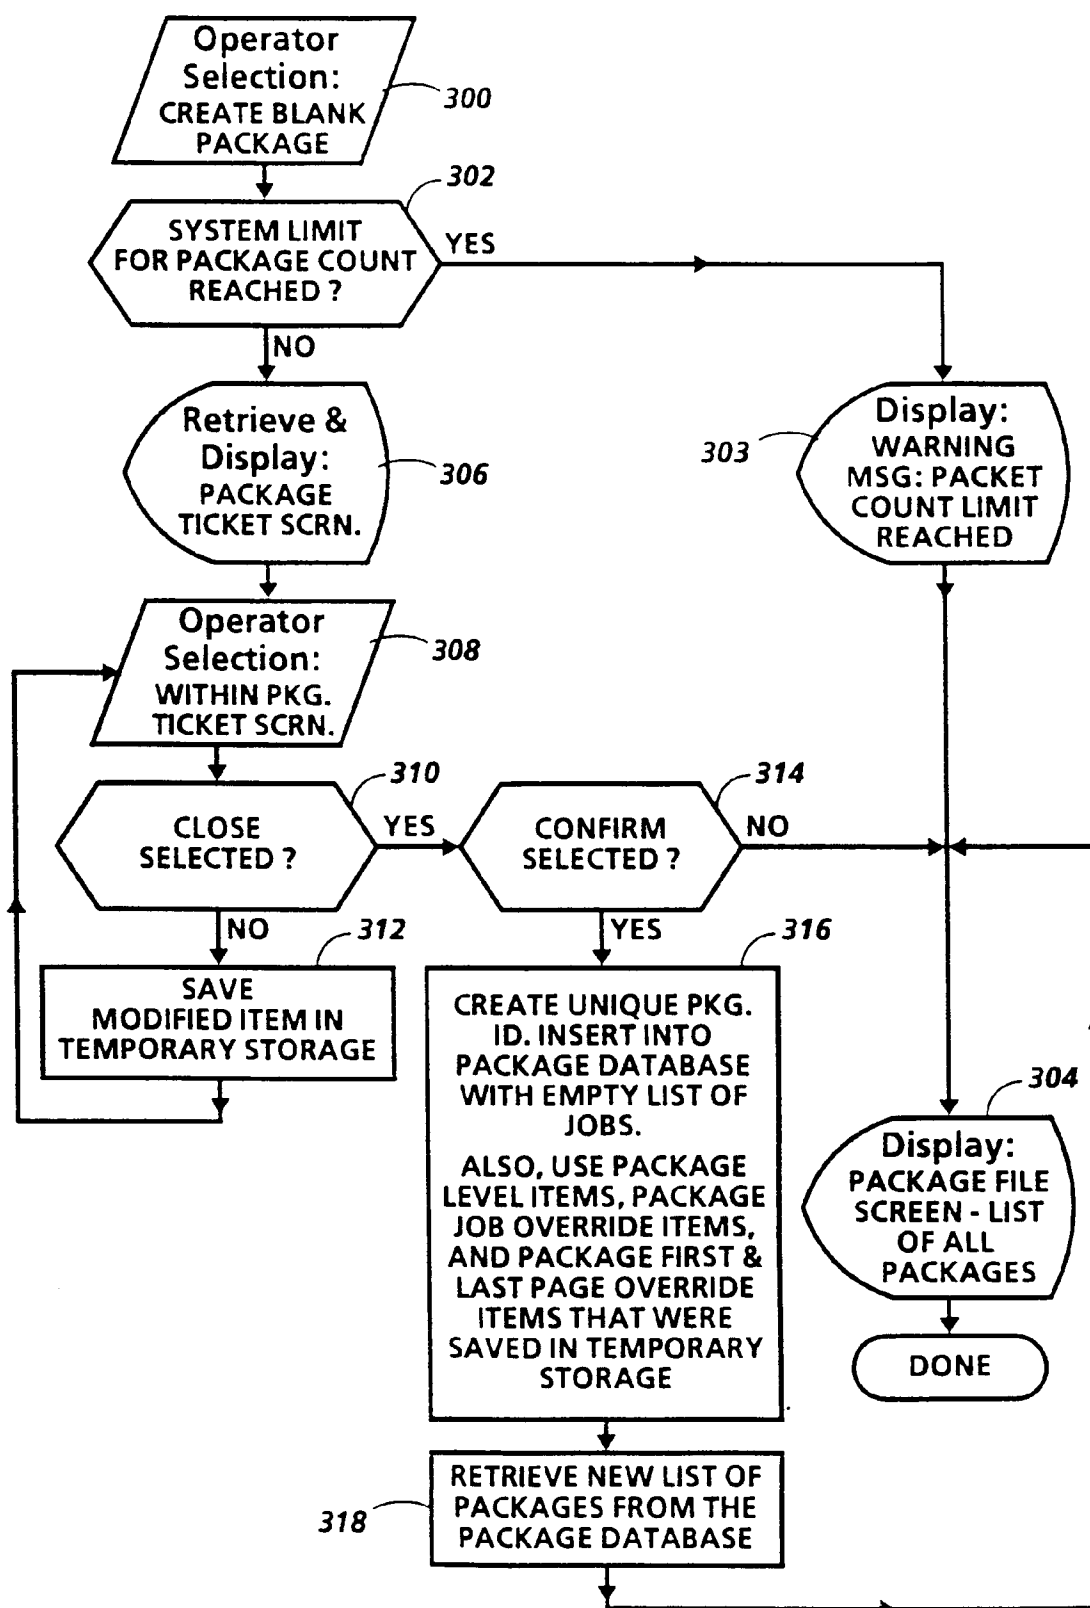 Operator
Selection:
CREATE BLANK
PACKAGE
300
302
SYSTEM LIMIT
FOR PACKAGE COUNT
REACHED ?
YES
NO
Retrieve &
Display:
PACKAGE
TICKET SCRN.
306
303
Display:
WARNING
MSG: PACKET
COUNT LIMIT
REACHED
Operator
Selection:
WITHIN PKG.
TICKET SCRN.
308
310
CLOSE
SELECTED ?
YES
314
CONFIRM
SELECTED ?
NO
NO
312
SAVE
MODIFIED ITEM IN
TEMPORARY STORAGE
YES
316
CREATE UNIQUE PKG.
ID. INSERT INTO
PACKAGE DATABASE
WITH EMPTY LIST OF
JOBS.
ALSO, USE PACKAGE
LEVEL ITEMS, PACKAGE
JOB OVERRIDE ITEMS,
AND PACKAGE FIRST &
LAST PAGE OVERRIDE
ITEMS THAT WERE
SAVED IN TEMPORARY
STORAGE
304
Display:
PACKAGE FILE
SCREEN - LIST
OF ALL
PACKAGES
DONE
318
RETRIEVE NEW LIST OF
PACKAGES FROM THE
PACKAGE DATABASE